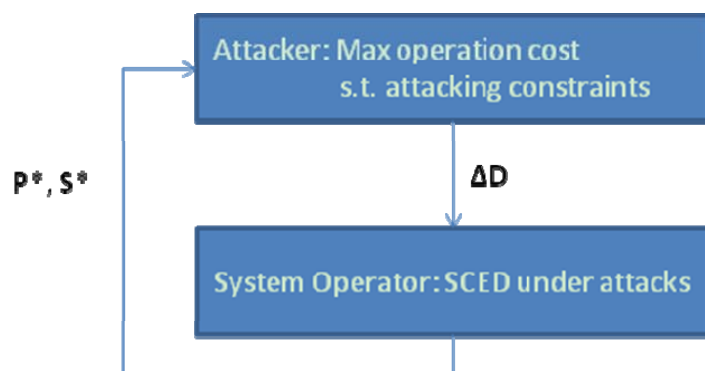 Attacker: Max operation cost
s.t. attacking constraints
P*, S*
ΔD
System Operator: SCED under attacks